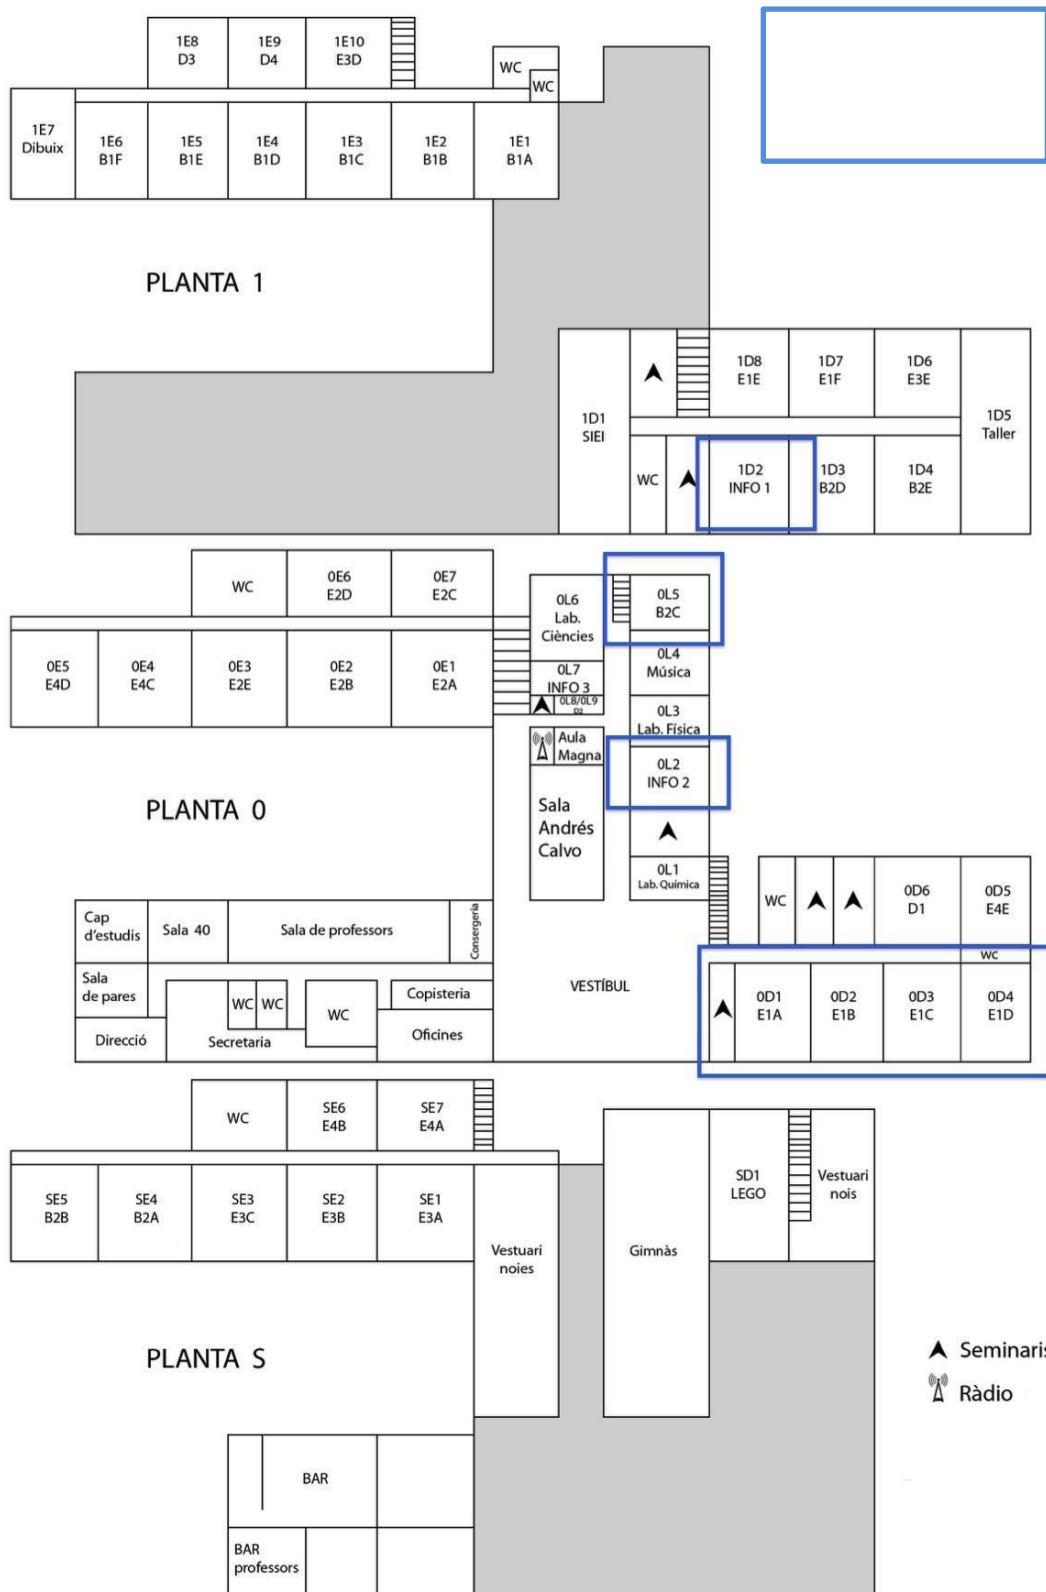 1E8
D3
1E9
D4
1E10
E3D
WC
WC
1E7
Dibuix
1E6
B1F
1E5
B1E
1E4
B1D
1E3
B1C
1E2
B1B
1E1
B1A
PLANTA 1
1D8
E1E
1D7
E1F
1D6
E3E
1D1
SIEI
1D5
Taller
WC
1D2
INFO 1
1D3
B2D
1D4
B2E
WC
0E6
E2D
0E7
E2C
0L6
Lab.
Ciències
0L5
B2C
0E5
E4D
0E4
E4C
0E3
E2E
0E2
E2B
0E1
E2A
0L4
Música
0L7
INFO 3
0L8/0L9
D2
0L3
Lab. Física
Aula
Magna
0L2
INFO 2
PLANTA 0
Sala
Andrés
Calvo
0L1
Lab. Química
WC
0D6
D1
0D5
E4E
Cap
d'estudis
Sala 40
Sala de professors
Consergeria
WC
Sala
de pares
WC
WC
WC
Copisteria
VESTÍBUL
0D1
E1A
0D2
E1B
0D3
E1C
0D4
E1D
Direcció
Secretaria
Oficines
WC
SE6
E4B
SE7
E4A
SE5
B2B
SE4
B2A
SE3
E3C
SE2
E3B
SE1
E3A
SD1
LEGO
Vestuari
nois
Vestuari
noies
Gimnàs
PLANTA S
Seminaris
Ràdio
BAR
BAR
professors